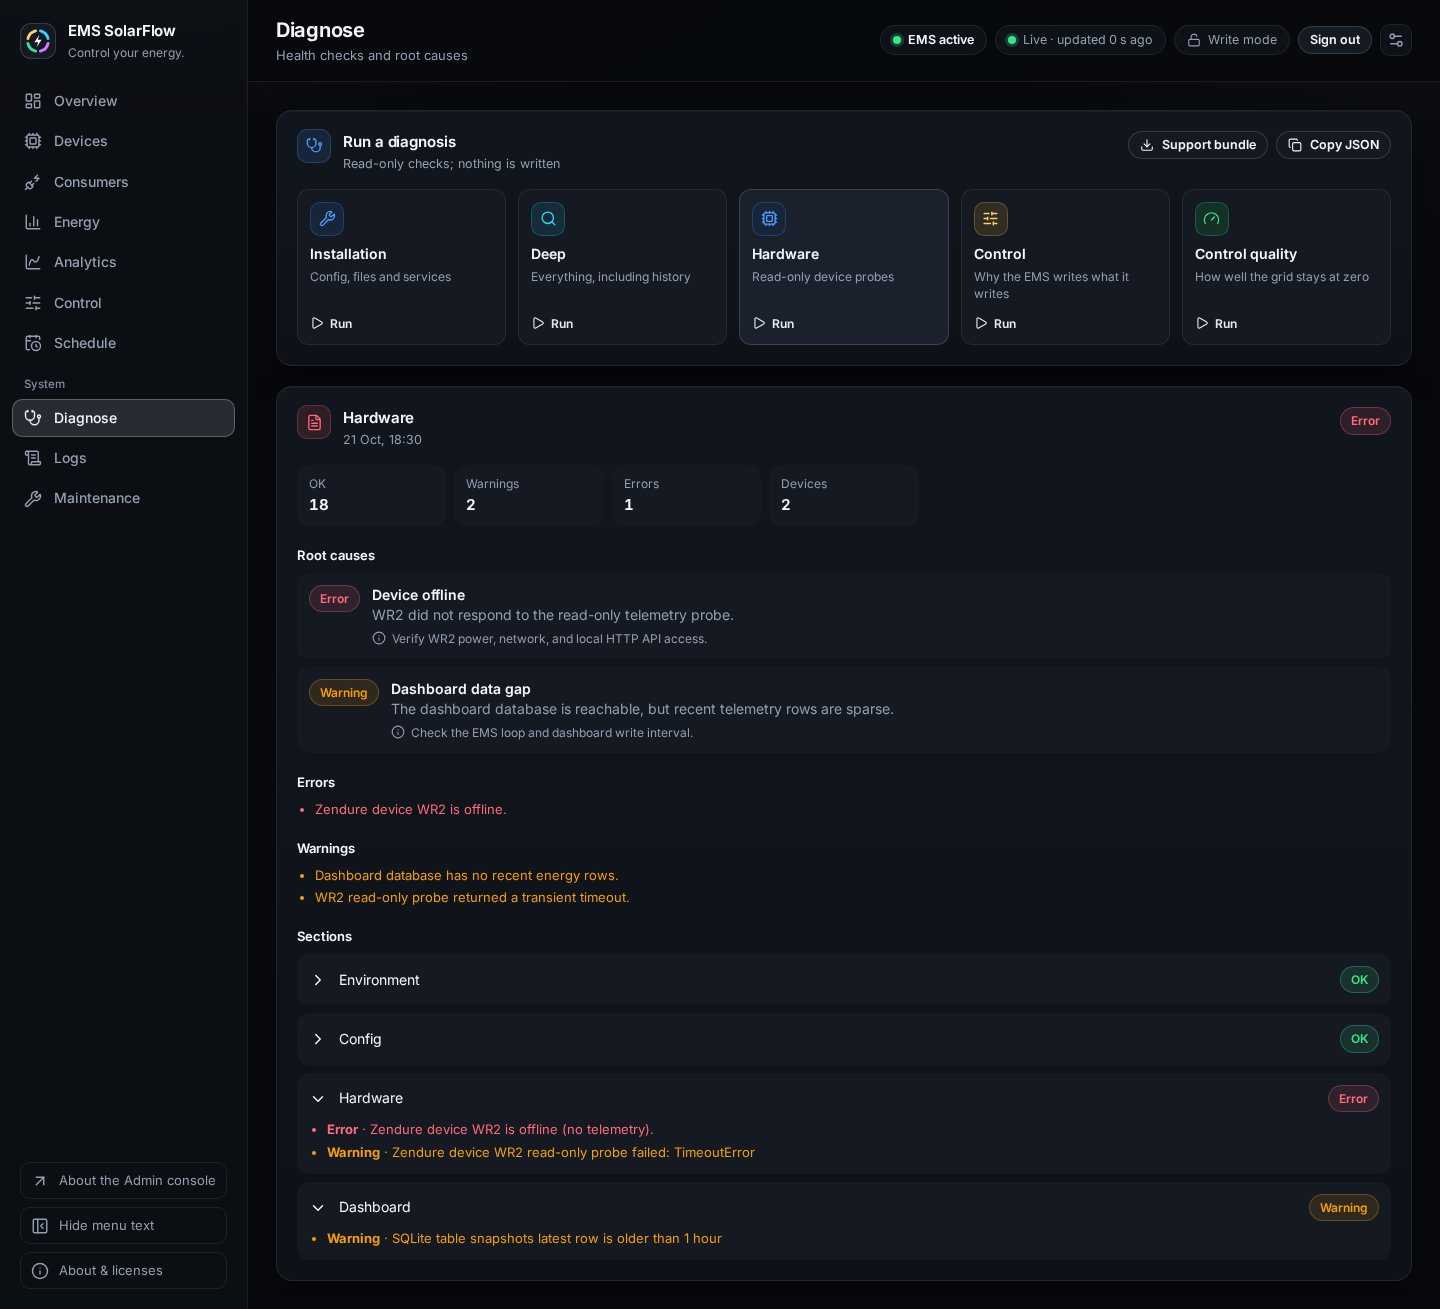 EMS SolarFlow
Control your energy.
Overview
Devices
Consumers
Energy
Analytics
Control
Schedule
System
Diagnose
Logs
Maintenance
About the Admin console
Hide menu text
About & licenses
Diagnose
Health checks and root causes
EMS active
Live · updated 0 s ago
Write mode
Sign out
Run a diagnosis
Read-only checks; nothing is written
Support bundle
Copy JSON
Installation
Config, files and services
Run
Deep
Everything, including history
Run
Hardware
Read-only device probes
Run
Control
Why the EMS writes what it
writes
Run
Control quality
How well the grid stays at zero
Run
Hardware
21 Oct, 18:30
Error
OK
18
Warnings
2
Errors
1
Devices
2
Root causes
Error
Device offline
WR2 did not respond to the read-only telemetry probe.
Verify WR2 power, network, and local HTTP API access.
Warning
Dashboard data gap
The dashboard database is reachable, but recent telemetry rows are sparse.
Check the EMS loop and dashboard write interval.
Errors
• Zendure device WR2 is offline.
Warnings
• Dashboard database has no recent energy rows.
• WR2 read-only probe returned a transient timeout.
Sections
Environment
OK
Config
OK
Hardware
Error
• Error · Zendure device WR2 is offline (no telemetry).
• Warning · Zendure device WR2 read-only probe failed: TimeoutError
Dashboard
Warning
• Warning · SQLite table snapshots latest row is older than 1 hour